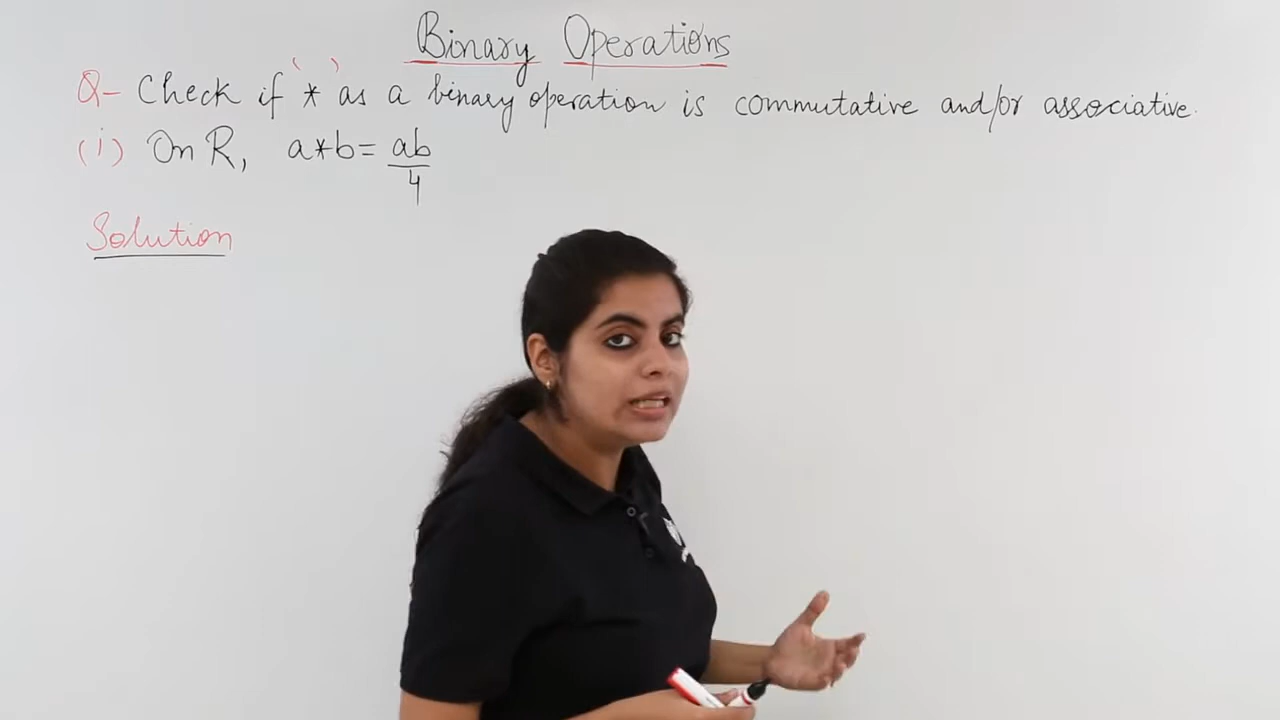 Binary Operations
Q- Check if '*' as a binary operation is commutative and/or associative.
(i) On R, a*b = ab/4
Solution